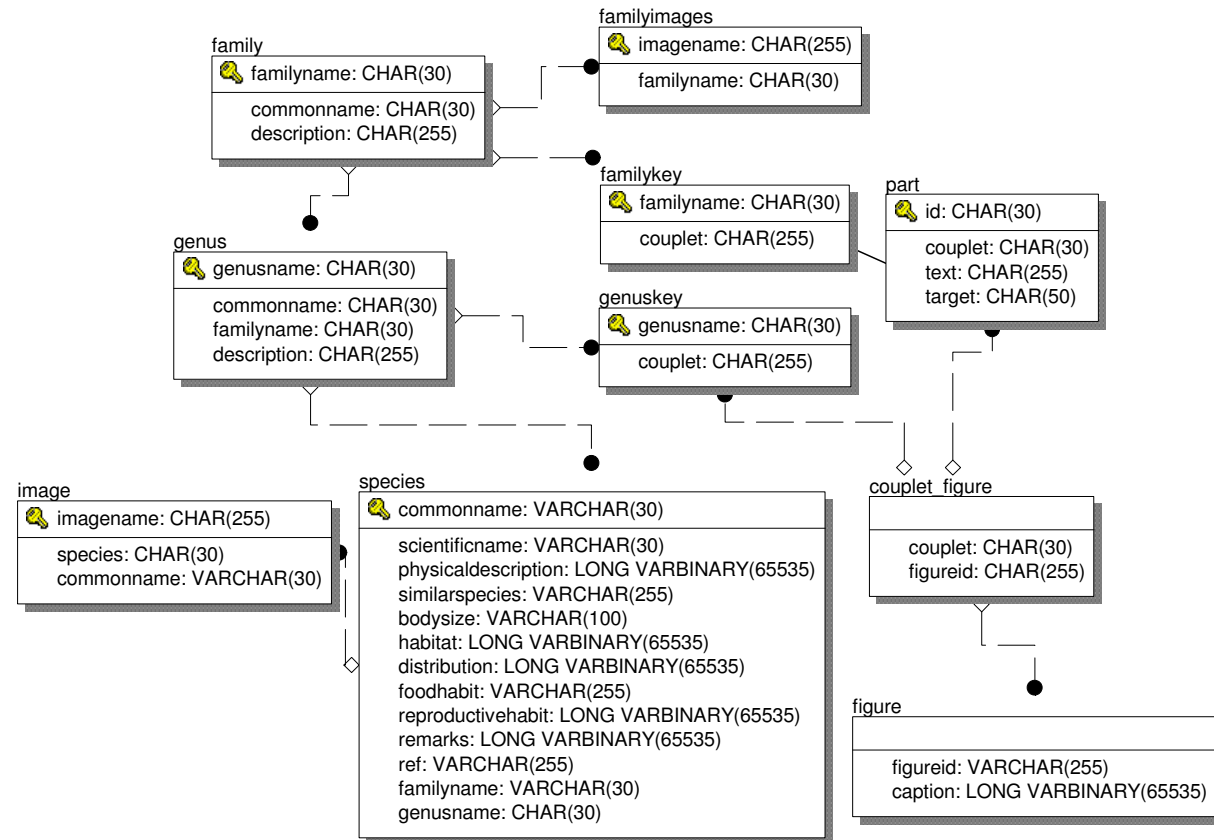 family
familyname: CHAR(30)
commonname: CHAR(30)
description: CHAR(255)
familyimages
imagename: CHAR(255)
familyname: CHAR(30)
familykey
familyname: CHAR(30)
couplet: CHAR(255)
part
id: CHAR(30)
couplet: CHAR(30)
text: CHAR(255)
target: CHAR(50)
genus
genusname: CHAR(30)
commonname: CHAR(30)
familyname: CHAR(30)
description: CHAR(255)
genuskey
genusname: CHAR(30)
couplet: CHAR(255)
image
imagename: CHAR(255)
species: CHAR(30)
commonname: VARCHAR(30)
species
commonname: VARCHAR(30)
scientificname: VARCHAR(30)
physicaldescription: LONG VARBINARY(65535)
similarspecies: VARCHAR(255)
bodysize: VARCHAR(100)
habitat: LONG VARBINARY(65535)
distribution: LONG VARBINARY(65535)
foodhabit: VARCHAR(255)
reproductivehabit: LONG VARBINARY(65535)
remarks: LONG VARBINARY(65535)
ref: VARCHAR(255)
familyname: VARCHAR(30)
genusname: CHAR(30)
couplet_figure
couplet: CHAR(30)
figureid: CHAR(255)
figure
figureid: VARCHAR(255)
caption: LONG VARBINARY(65535)